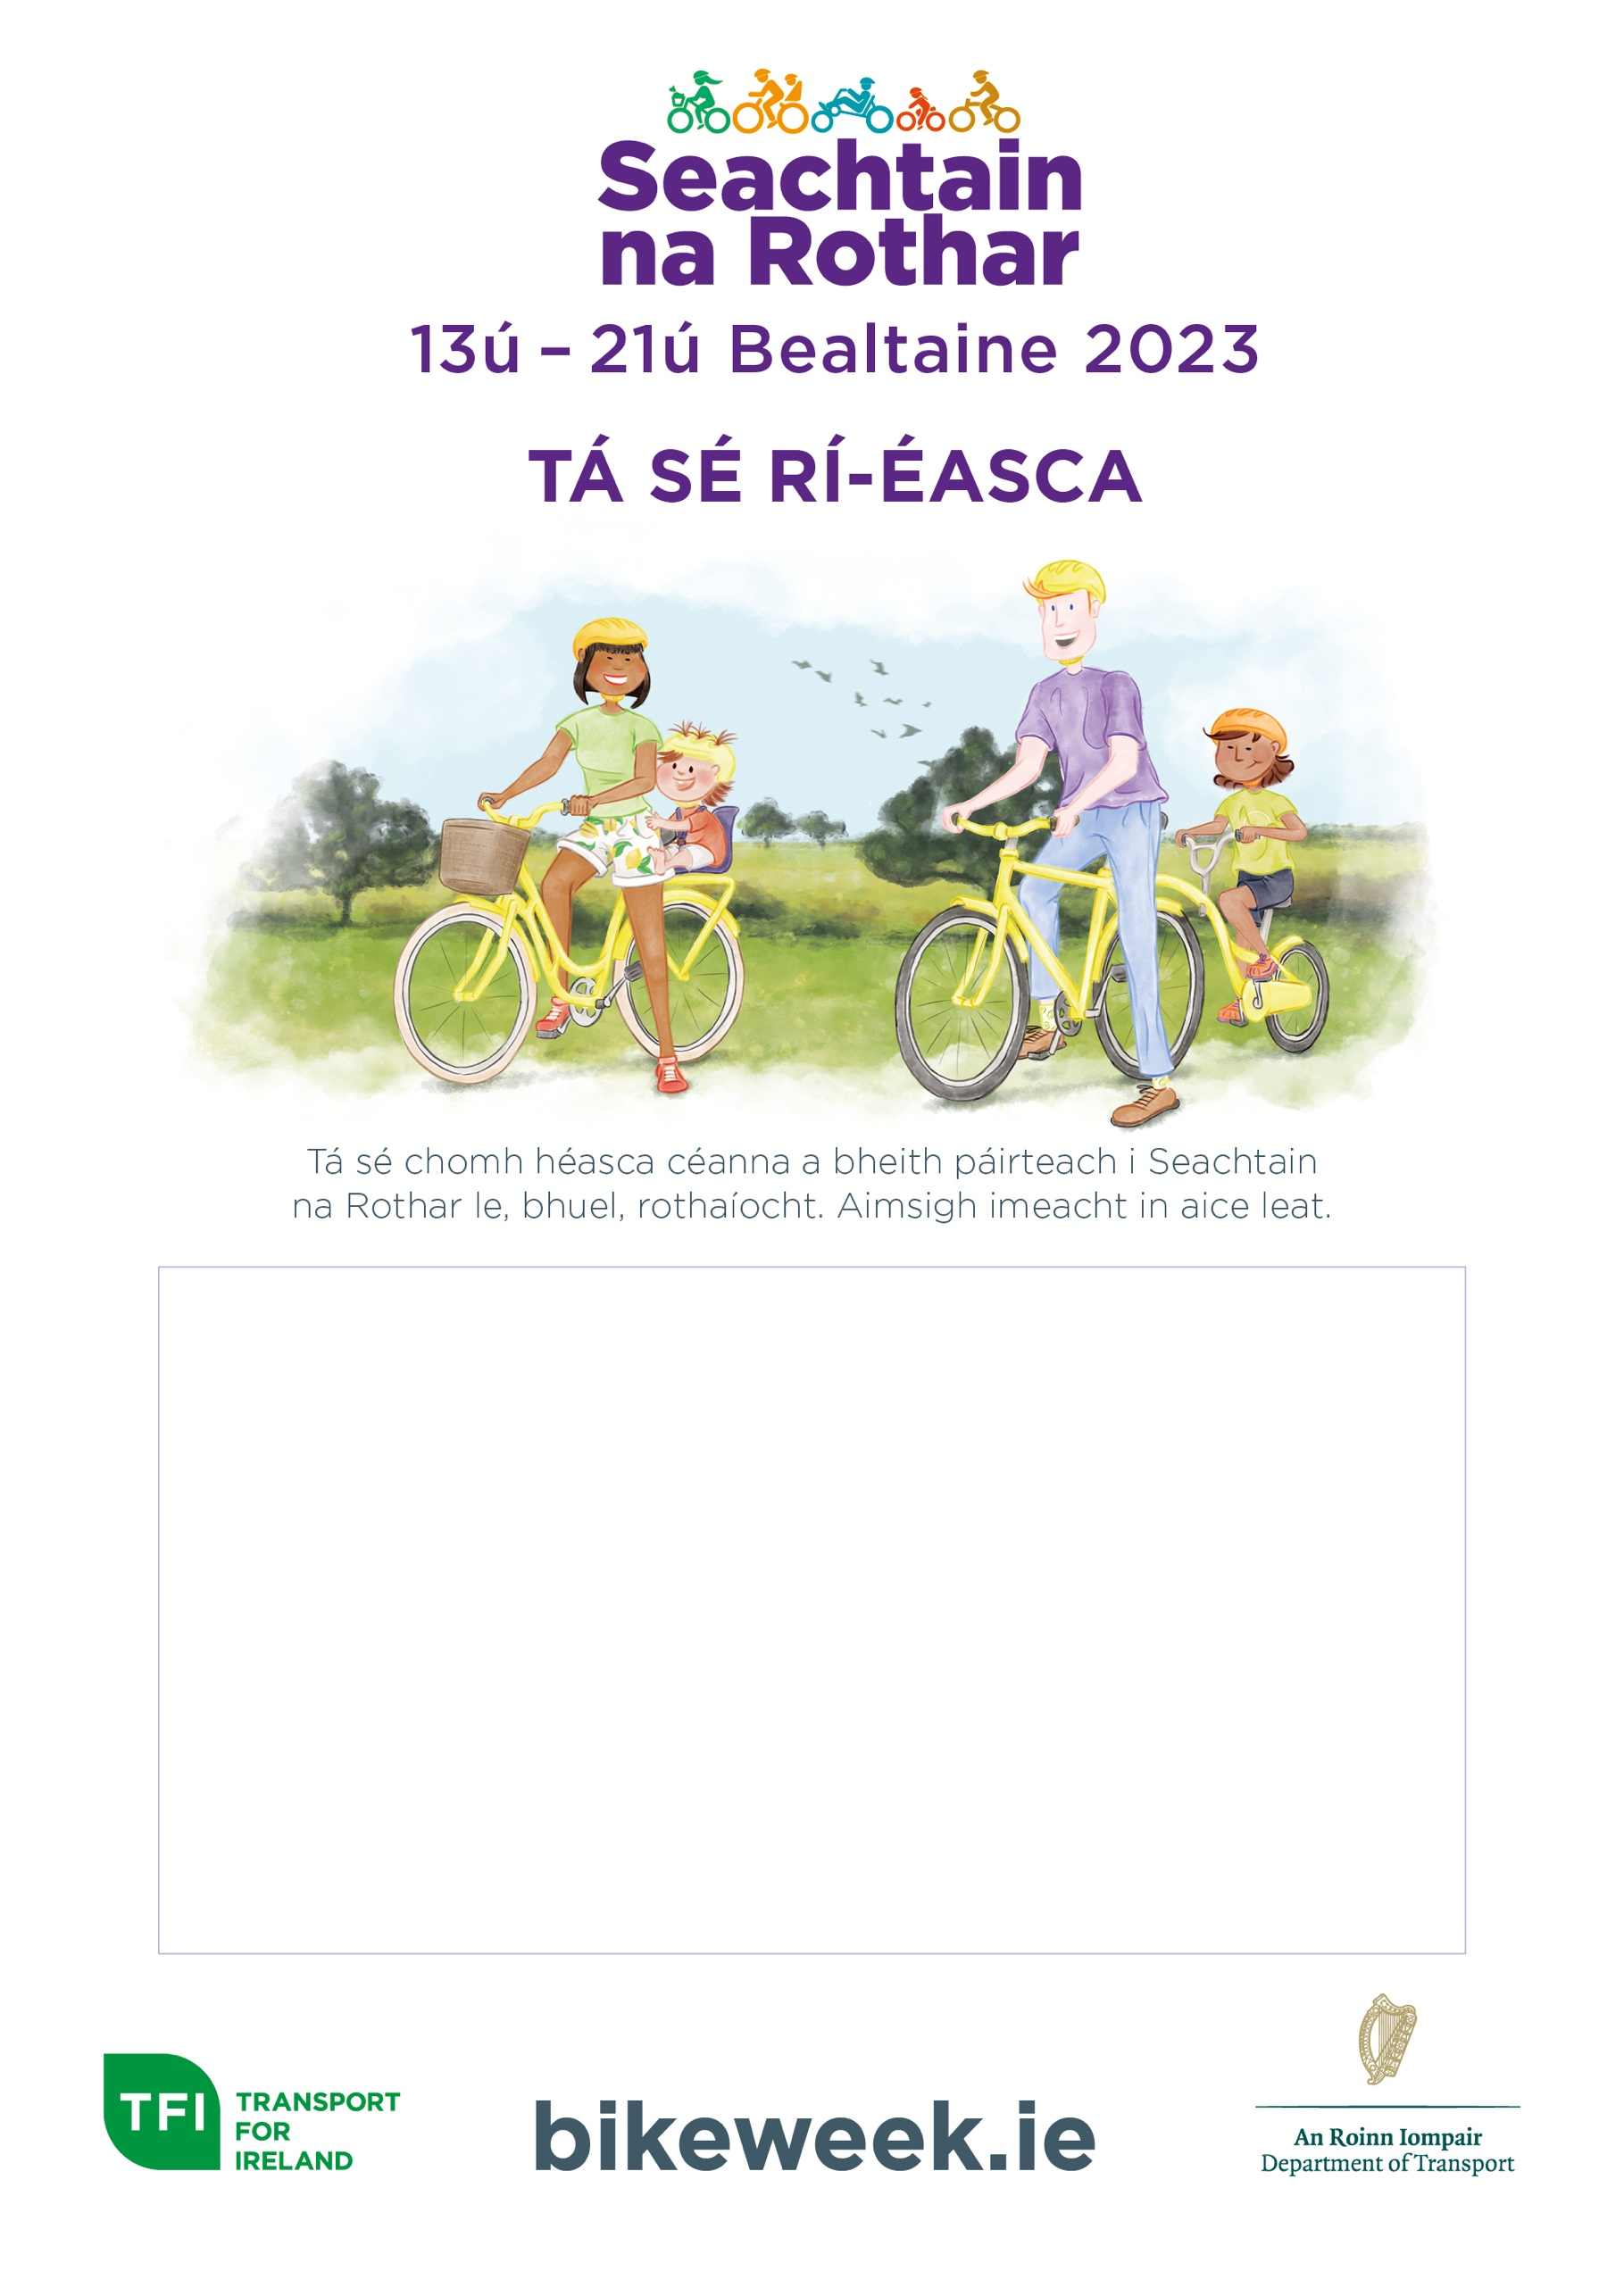 Seachtain
na Rothar
13ú – 21ú Bealtaine 2023
TÁ SÉ RÍ-ÉASCA
Tá sé chomh héasca céanna a bheith páirteach i Seachtain
na Rothar le, bhuel, rothaíocht. Aimsigh imeacht in aice leat.
TFI
TRANSPORT
FOR
IRELAND
bikeweek.ie
An Roinn Iompair
Department of Transport